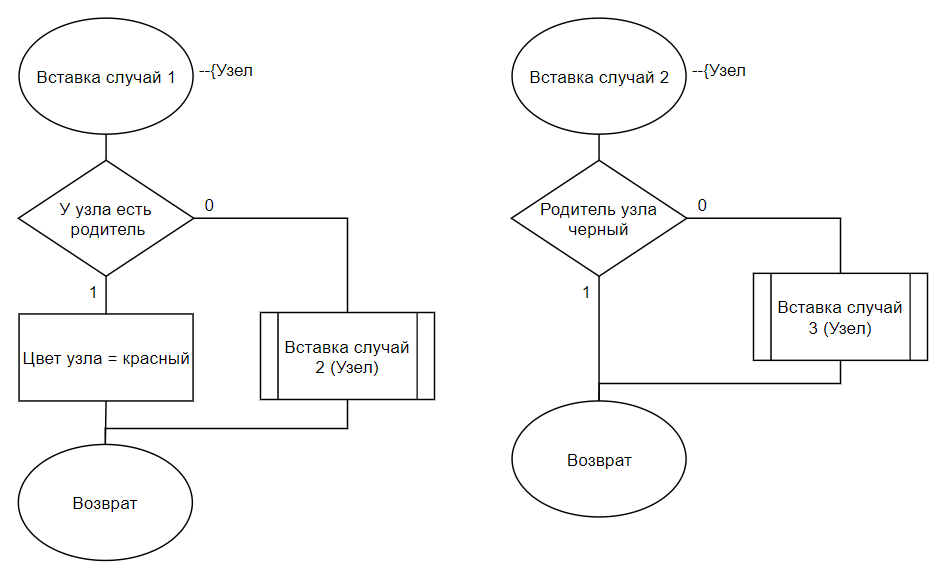 Вставка случай 1
--{Узел
У узла есть
родитель
0
1
Цвет узла = красный
Вставка случай
2 (Узел)
Возврат
Вставка случай 2
--{Узел
Родитель узла
черный
0
1
Вставка случай
3 (Узел)
Возврат